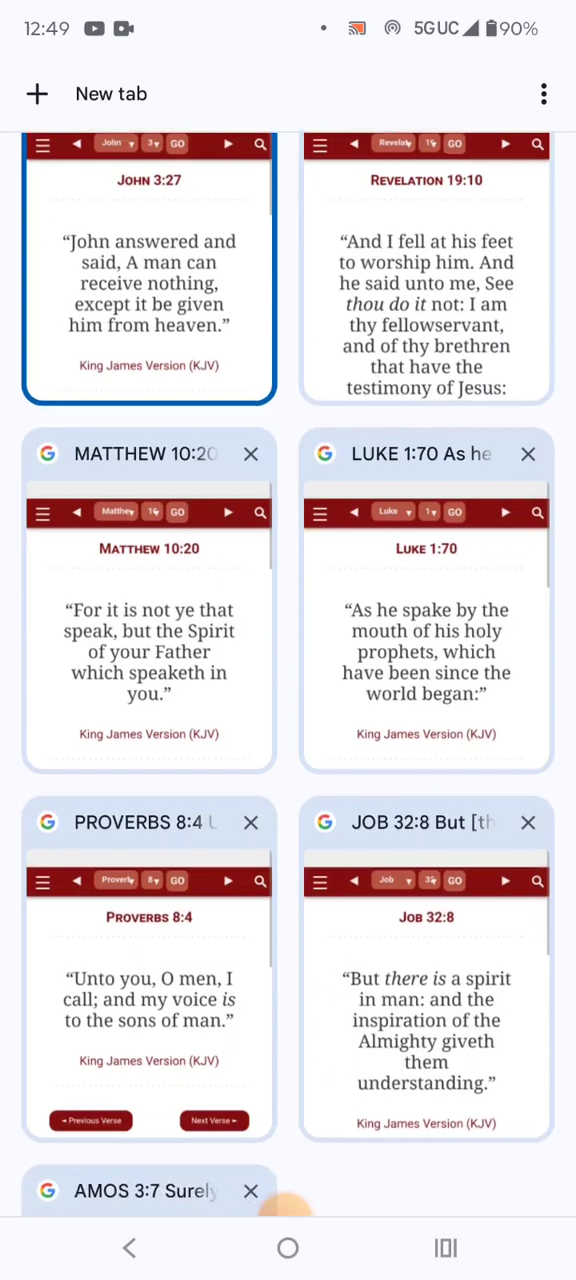 12:49 5G UC 90%
+ New tab
John 3 GO
JOHN 3:27
“John answered and
said, A man can
receive nothing,
except it be given
him from heaven.”
King James Version (KJV)
GO
REVELATION 19:10
“And I fell at his feet
to worship him. And
he said unto me, See
thou do it not: I am
thy fellowservant,
and of thy brethren
that have the
testimony of Jesus:
MATTHEW 10:20
GO
MATTHEW 10:20
“For it is not ye that
speak, but the Spirit
of your Father
which speaketh in
you.”
King James Version (KJV)
LUKE 1:70 As he
Luke 1 GO
LUKE 1:70
“As he spake by the
mouth of his holy
prophets, which
have been since the
world began:”
King James Version (KJV)
PROVERBS 8:4
8 GO
PROVERBS 8:4
“Unto you, O men, I
call; and my voice is
to the sons of man.”
King James Version (KJV)
Previous Verse
Next Verse
JOB 32:8 But [th
Job GO
JOB 32:8
“But there is a spirit
in man: and the
inspiration of the
Almighty giveth
them
understanding.”
King James Version (KJV)
AMOS 3:7 Surely